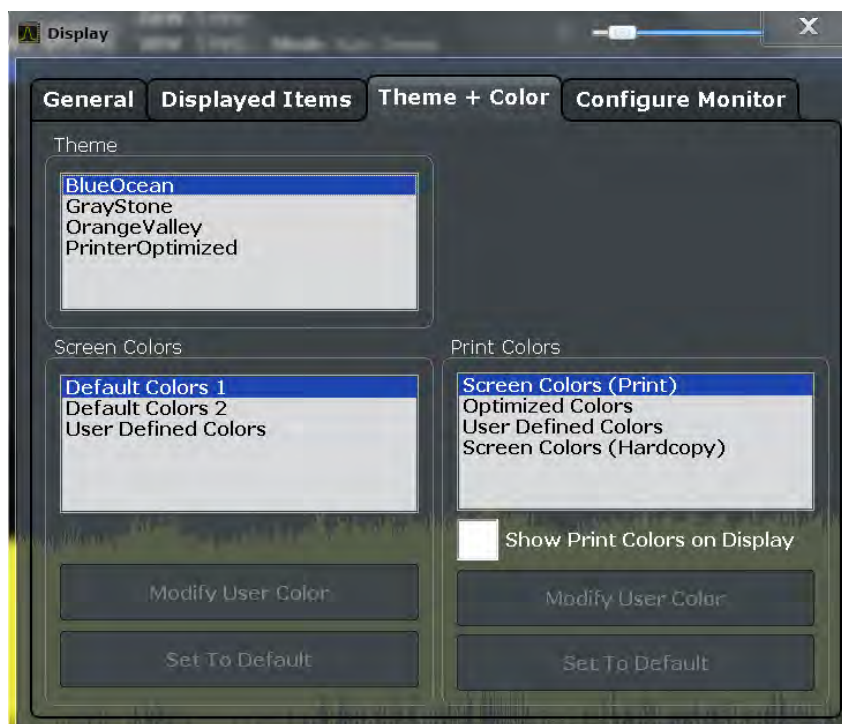 Display
X
General
Displayed Items
Theme + Color
Configure Monitor
Theme
BlueOcean
GrayStone
OrangeValley
PrinterOptimized
Screen Colors
Default Colors 1
Default Colors 2
User Defined Colors
Modify User Color
Set To Default
Print Colors
Screen Colors (Print)
Optimized Colors
User Defined Colors
Screen Colors (Hardcopy)
Show Print Colors on Display
Modify User Color
Set To Default